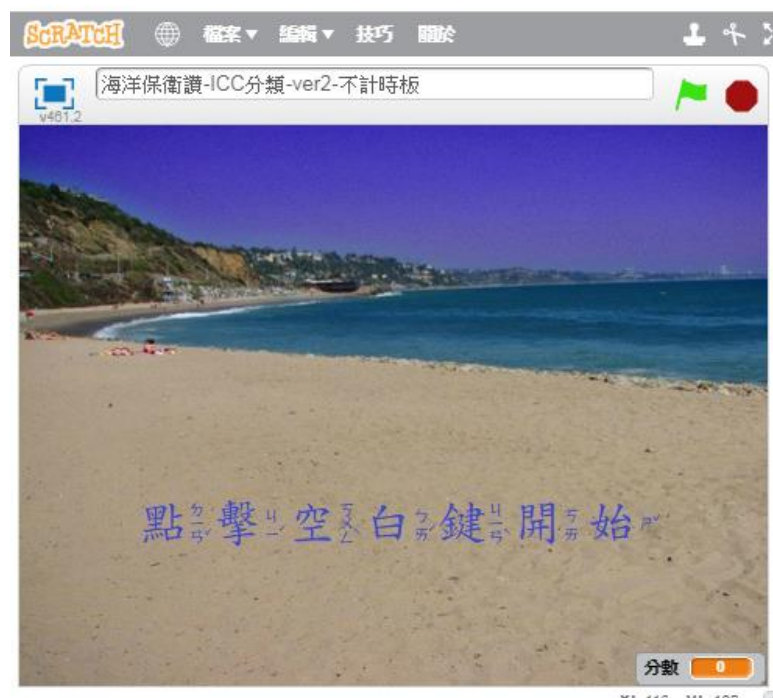 SCRATCH 檔案▼ 編輯▼ 技巧 關於
海洋保衛讚-ICC分類-ver2-不計時板
v461.2
點擊空白鍵開始
分數 0